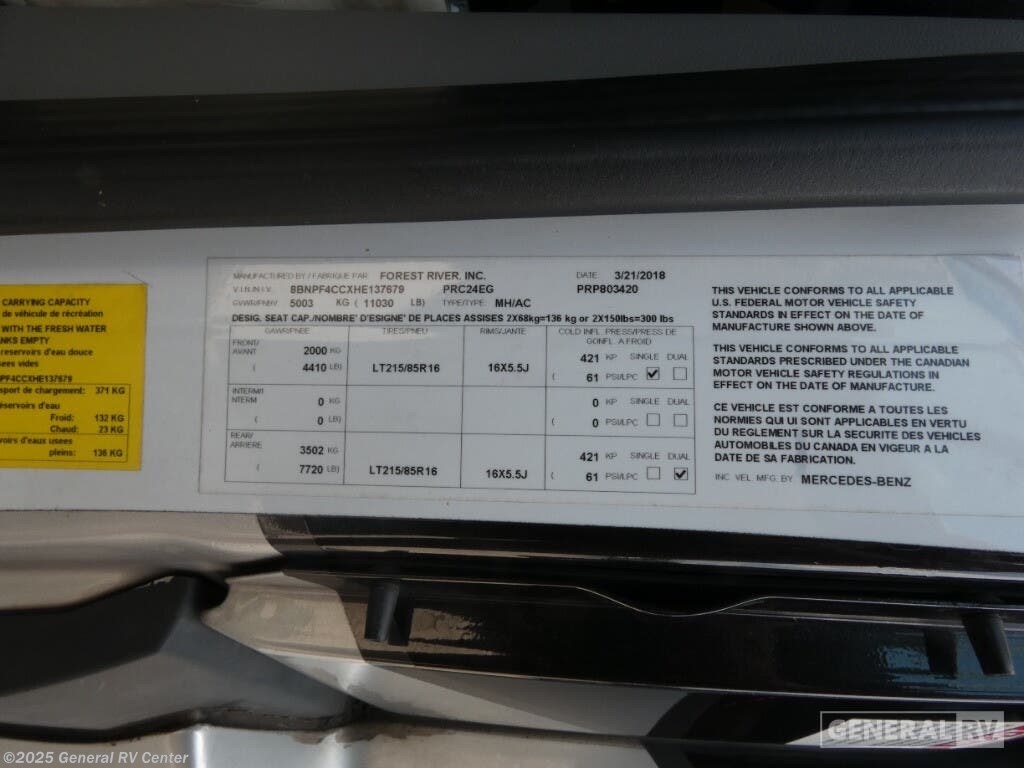 CARRYING CAPACITY
de véhicule de récréation
WITH THE FRESH WATER
NKS EMPTY
reservoirs d'eau douce
ees vides
NPF4CCXHE137679
sport de chargement: 371 KG
éservoirs d'eau
Froid: 132 KG
Chaud: 23 KG
voirs d'eaux usees
pleins: 136 KG
MANUFACTURED BY / FABRIQUE PAR FOREST RIVER, INC. DATE 3/21/2018
V.I.N./N.I.V. 8BNPF4CCXHE137679 PRC24EG PRP803420
GVWR/PNBV 5003 KG ( 11030 LB) TYPE/TYPE: MH/AC
DESIG. SEAT CAP./NOMBRE' D'ESIGNE' DE PLACES ASSISES 2X68kg=136 kg or 2X150lbs=300 lbs
GAWR/PNBE TIRES/PNEU RIMS/JANTE COLD INFL PRESS/PRESS DE
GONFL A FROID
FRONT/
AVANT 2000 KG 421 KP SINGLE DUAL
( 4410 LB) LT215/85R16 16X5.5J ( 61 PSI/LPC
INTERM/I
NTERM 0 KG 0 KP SINGLE DUAL
( 0 LB) ( 0 PSI/LPC
REAR/
ARRIERE 3502 KG 421 KP SINGLE DUAL
( 7720 LB) LT215/85R16 16X5.5J ( 61 PSI/LPC
THIS VEHICLE CONFORMS TO ALL APPLICABLE
U.S. FEDERAL MOTOR VEHICLE SAFETY
STANDARDS IN EFFECT ON THE DATE OF
MANUFACTURE SHOWN ABOVE.
THIS VEHICLE CONFORMS TO ALL APPLICABLE
STANDARDS PRESCRIBED UNDER THE CANADIAN
MOTOR VEHICLE SAFETY REGULATIONS IN
EFFECT ON THE DATE OF MANUFACTURE.
CE VEHICULE EST CONFORME A TOUTES LES
NORMIES QUI UI SONT APPLICABLES EN VERTU
DU REGLEMENT SUR LA SECURITE DES VEHICLES
AUTOMOBILES DU CANADA EN VIGEUR A LA
DATE DE SA FABRICATION.
INC. VEL. MFG. BY MERCEDES-BENZ
GENERAL RV
©2025 General RV Center